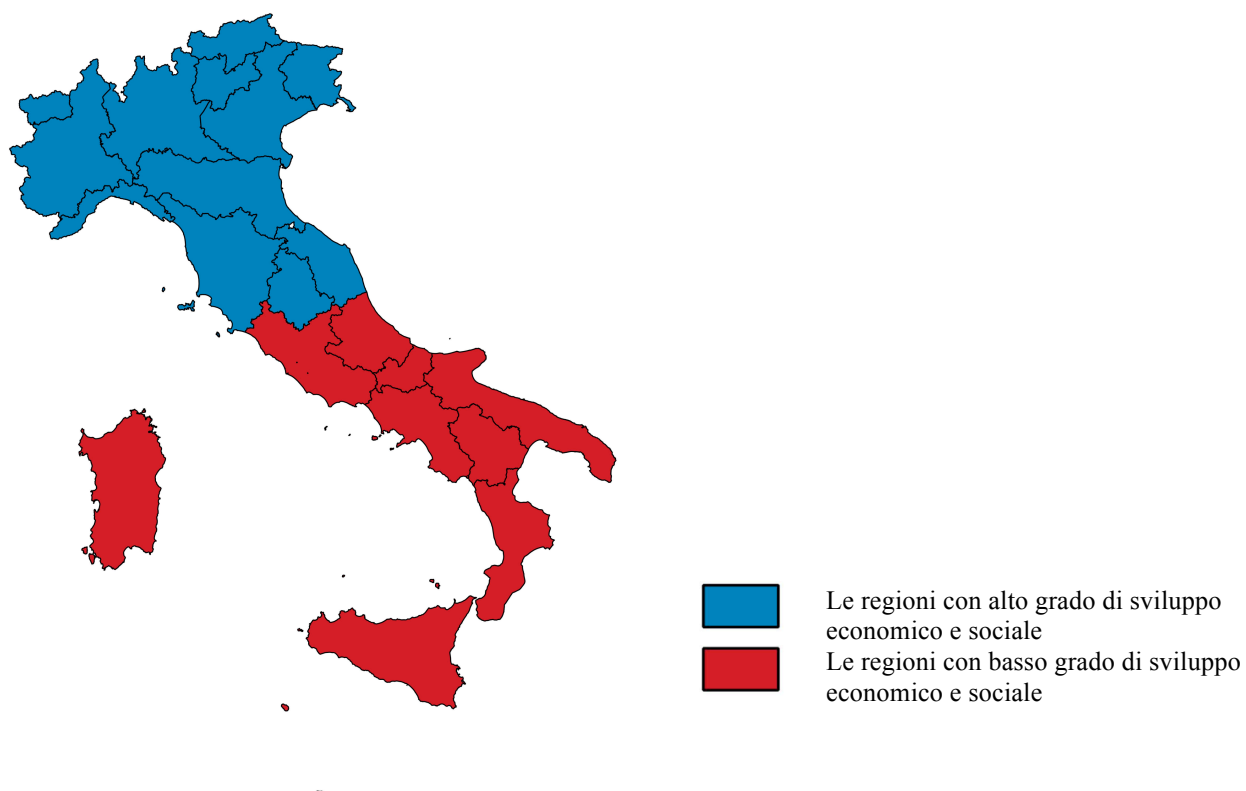 Le regioni con alto grado di sviluppo
economico e sociale
Le regioni con basso grado di sviluppo
economico e sociale